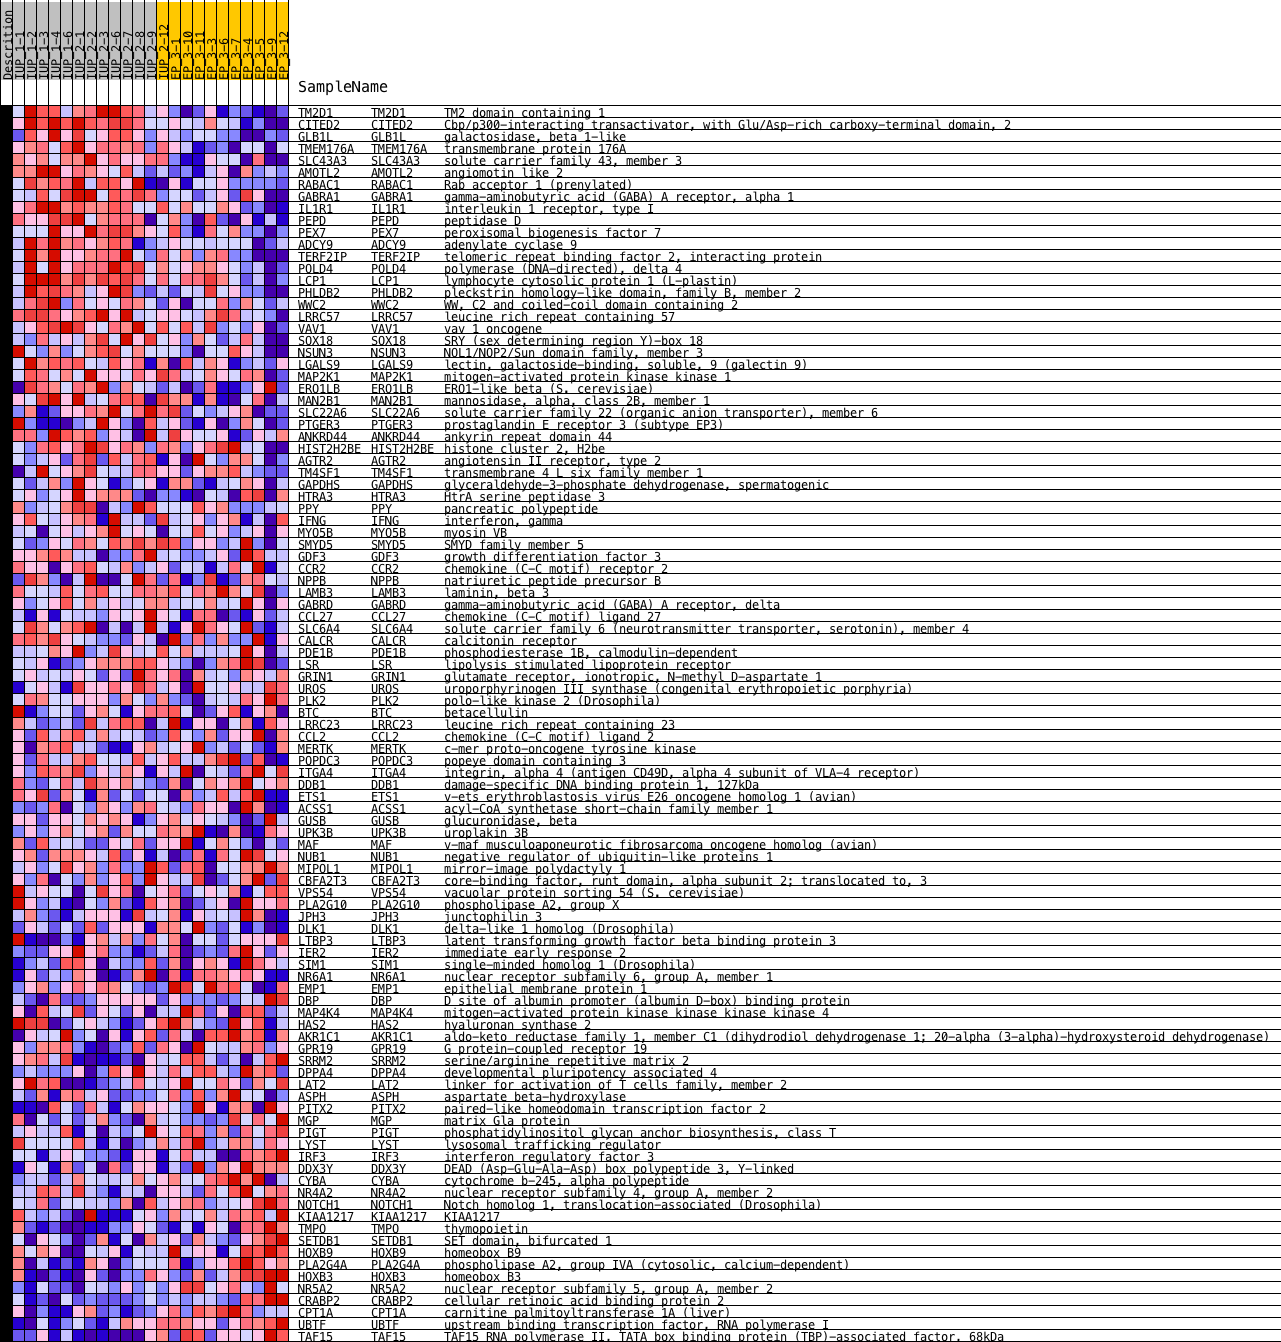 Descrition
IUP_1-1
IUP_1-2
IUP_1-3
IUP_1-4
IUP_1-6
IUP_2-1
IUP_2-2
IUP_2-3
IUP_2-6
IUP_2-7
IUP_2-8
IUP_2-9
IUP_2-12
EP_3-1
EP_3-10
EP_3-11
EP_3-3
EP_3-6
EP_3-7
EP_3-4
EP_3-5
EP_3-9
EP_3-12
SampleName
TM2D1 TM2D1 TM2 domain containing 1
CITED2 CITED2 Cbp/p300-interacting transactivator, with Glu/Asp-rich carboxy-terminal domain, 2
GLB1L GLB1L galactosidase, beta 1-like
TMEM176A TMEM176A transmembrane protein 176A
SLC43A3 SLC43A3 solute carrier family 43, member 3
AMOTL2 AMOTL2 angiomotin like 2
RABAC1 RABAC1 Rab acceptor 1 (prenylated)
GABRA1 GABRA1 gamma-aminobutyric acid (GABA) A receptor, alpha 1
IL1R1 IL1R1 interleukin 1 receptor, type I
PEPD PEPD peptidase D
PEX7 PEX7 peroxisomal biogenesis factor 7
ADCY9 ADCY9 adenylate cyclase 9
TERF2IP TERF2IP telomeric repeat binding factor 2, interacting protein
POLD4 POLD4 polymerase (DNA-directed), delta 4
LCP1 LCP1 lymphocyte cytosolic protein 1 (L-plastin)
PHLDB2 PHLDB2 pleckstrin homology-like domain, family B, member 2
WWC2 WWC2 WW, C2 and coiled-coil domain containing 2
LRRC57 LRRC57 leucine rich repeat containing 57
VAV1 VAV1 vav 1 oncogene
SOX18 SOX18 SRY (sex determining region Y)-box 18
NSUN3 NSUN3 NOL1/NOP2/Sun domain family, member 3
LGALS9 LGALS9 lectin, galactoside-binding, soluble, 9 (galectin 9)
MAP2K1 MAP2K1 mitogen-activated protein kinase kinase 1
ERO1LB ERO1LB ERO1-like beta (S. cerevisiae)
MAN2B1 MAN2B1 mannosidase, alpha, class 2B, member 1
SLC22A6 SLC22A6 solute carrier family 22 (organic anion transporter), member 6
PTGER3 PTGER3 prostaglandin E receptor 3 (subtype EP3)
ANKRD44 ANKRD44 ankyrin repeat domain 44
HIST2H2BE HIST2H2BE histone cluster 2, H2be
AGTR2 AGTR2 angiotensin II receptor, type 2
TM4SF1 TM4SF1 transmembrane 4 L six family member 1
GAPDHS GAPDHS glyceraldehyde-3-phosphate dehydrogenase, spermatogenic
HTRA3 HTRA3 HtrA serine peptidase 3
PPY PPY pancreatic polypeptide
IFNG IFNG interferon, gamma
MYO5B MYO5B myosin VB
SMYD5 SMYD5 SMYD family member 5
GDF3 GDF3 growth differentiation factor 3
CCR2 CCR2 chemokine (C-C motif) receptor 2
NPPB NPPB natriuretic peptide precursor B
LAMB3 LAMB3 laminin, beta 3
GABRD GABRD gamma-aminobutyric acid (GABA) A receptor, delta
CCL27 CCL27 chemokine (C-C motif) ligand 27
SLC6A4 SLC6A4 solute carrier family 6 (neurotransmitter transporter, serotonin), member 4
CALCR CALCR calcitonin receptor
PDE1B PDE1B phosphodiesterase 1B, calmodulin-dependent
LSR LSR lipolysis stimulated lipoprotein receptor
GRIN1 GRIN1 glutamate receptor, ionotropic, N-methyl D-aspartate 1
UROS UROS uroporphyrinogen III synthase (congenital erythropoietic porphyria)
PLK2 PLK2 polo-like kinase 2 (Drosophila)
BTC BTC betacellulin
LRRC23 LRRC23 leucine rich repeat containing 23
CCL2 CCL2 chemokine (C-C motif) ligand 2
MERTK MERTK c-mer proto-oncogene tyrosine kinase
POPDC3 POPDC3 popeye domain containing 3
ITGA4 ITGA4 integrin, alpha 4 (antigen CD49D, alpha 4 subunit of VLA-4 receptor)
DDB1 DDB1 damage-specific DNA binding protein 1, 127kDa
ETS1 ETS1 v-ets erythroblastosis virus E26 oncogene homolog 1 (avian)
ACSS1 ACSS1 acyl-CoA synthetase short-chain family member 1
GUSB GUSB glucuronidase, beta
UPK3B UPK3B uroplakin 3B
MAF MAF v-maf musculoaponeurotic fibrosarcoma oncogene homolog (avian)
NUB1 NUB1 negative regulator of ubiquitin-like proteins 1
MIPOL1 MIPOL1 mirror-image polydactyly 1
CBFA2T3 CBFA2T3 core-binding factor, runt domain, alpha subunit 2; translocated to, 3
VPS54 VPS54 vacuolar protein sorting 54 (S. cerevisiae)
PLA2G10 PLA2G10 phospholipase A2, group X
JPH3 JPH3 junctophilin 3
DLK1 DLK1 delta-like 1 homolog (Drosophila)
LTBP3 LTBP3 latent transforming growth factor beta binding protein 3
IER2 IER2 immediate early response 2
SIM1 SIM1 single-minded homolog 1 (Drosophila)
NR6A1 NR6A1 nuclear receptor subfamily 6, group A, member 1
EMP1 EMP1 epithelial membrane protein 1
DBP DBP D site of albumin promoter (albumin D-box) binding protein
MAP4K4 MAP4K4 mitogen-activated protein kinase kinase kinase kinase 4
HAS2 HAS2 hyaluronan synthase 2
AKR1C1 AKR1C1 aldo-keto reductase family 1, member C1 (dihydrodiol dehydrogenase 1; 20-alpha (3-alpha)-hydroxysteroid dehydrogenase)
GPR19 GPR19 G protein-coupled receptor 19
SRRM2 SRRM2 serine/arginine repetitive matrix 2
DPPA4 DPPA4 developmental pluripotency associated 4
LAT2 LAT2 linker for activation of T cells family, member 2
ASPH ASPH aspartate beta-hydroxylase
PITX2 PITX2 paired-like homeodomain transcription factor 2
MGP MGP matrix Gla protein
PIGT PIGT phosphatidylinositol glycan anchor biosynthesis, class T
LYST LYST lysosomal trafficking regulator
IRF3 IRF3 interferon regulatory factor 3
DDX3Y DDX3Y DEAD (Asp-Glu-Ala-Asp) box polypeptide 3, Y-linked
CYBA CYBA cytochrome b-245, alpha polypeptide
NR4A2 NR4A2 nuclear receptor subfamily 4, group A, member 2
NOTCH1 NOTCH1 Notch homolog 1, translocation-associated (Drosophila)
KIAA1217 KIAA1217 KIAA1217
TMPO TMPO thymopoietin
SETDB1 SETDB1 SET domain, bifurcated 1
HOXB9 HOXB9 homeobox B9
PLA2G4A PLA2G4A phospholipase A2, group IVA (cytosolic, calcium-dependent)
HOXB3 HOXB3 homeobox B3
NR5A2 NR5A2 nuclear receptor subfamily 5, group A, member 2
CRABP2 CRABP2 cellular retinoic acid binding protein 2
CPT1A CPT1A carnitine palmitoyltransferase 1A (liver)
UBTF UBTF upstream binding transcription factor, RNA polymerase I
TAF15 TAF15 TAF15 RNA polymerase II, TATA box binding protein (TBP)-associated factor, 68kDa